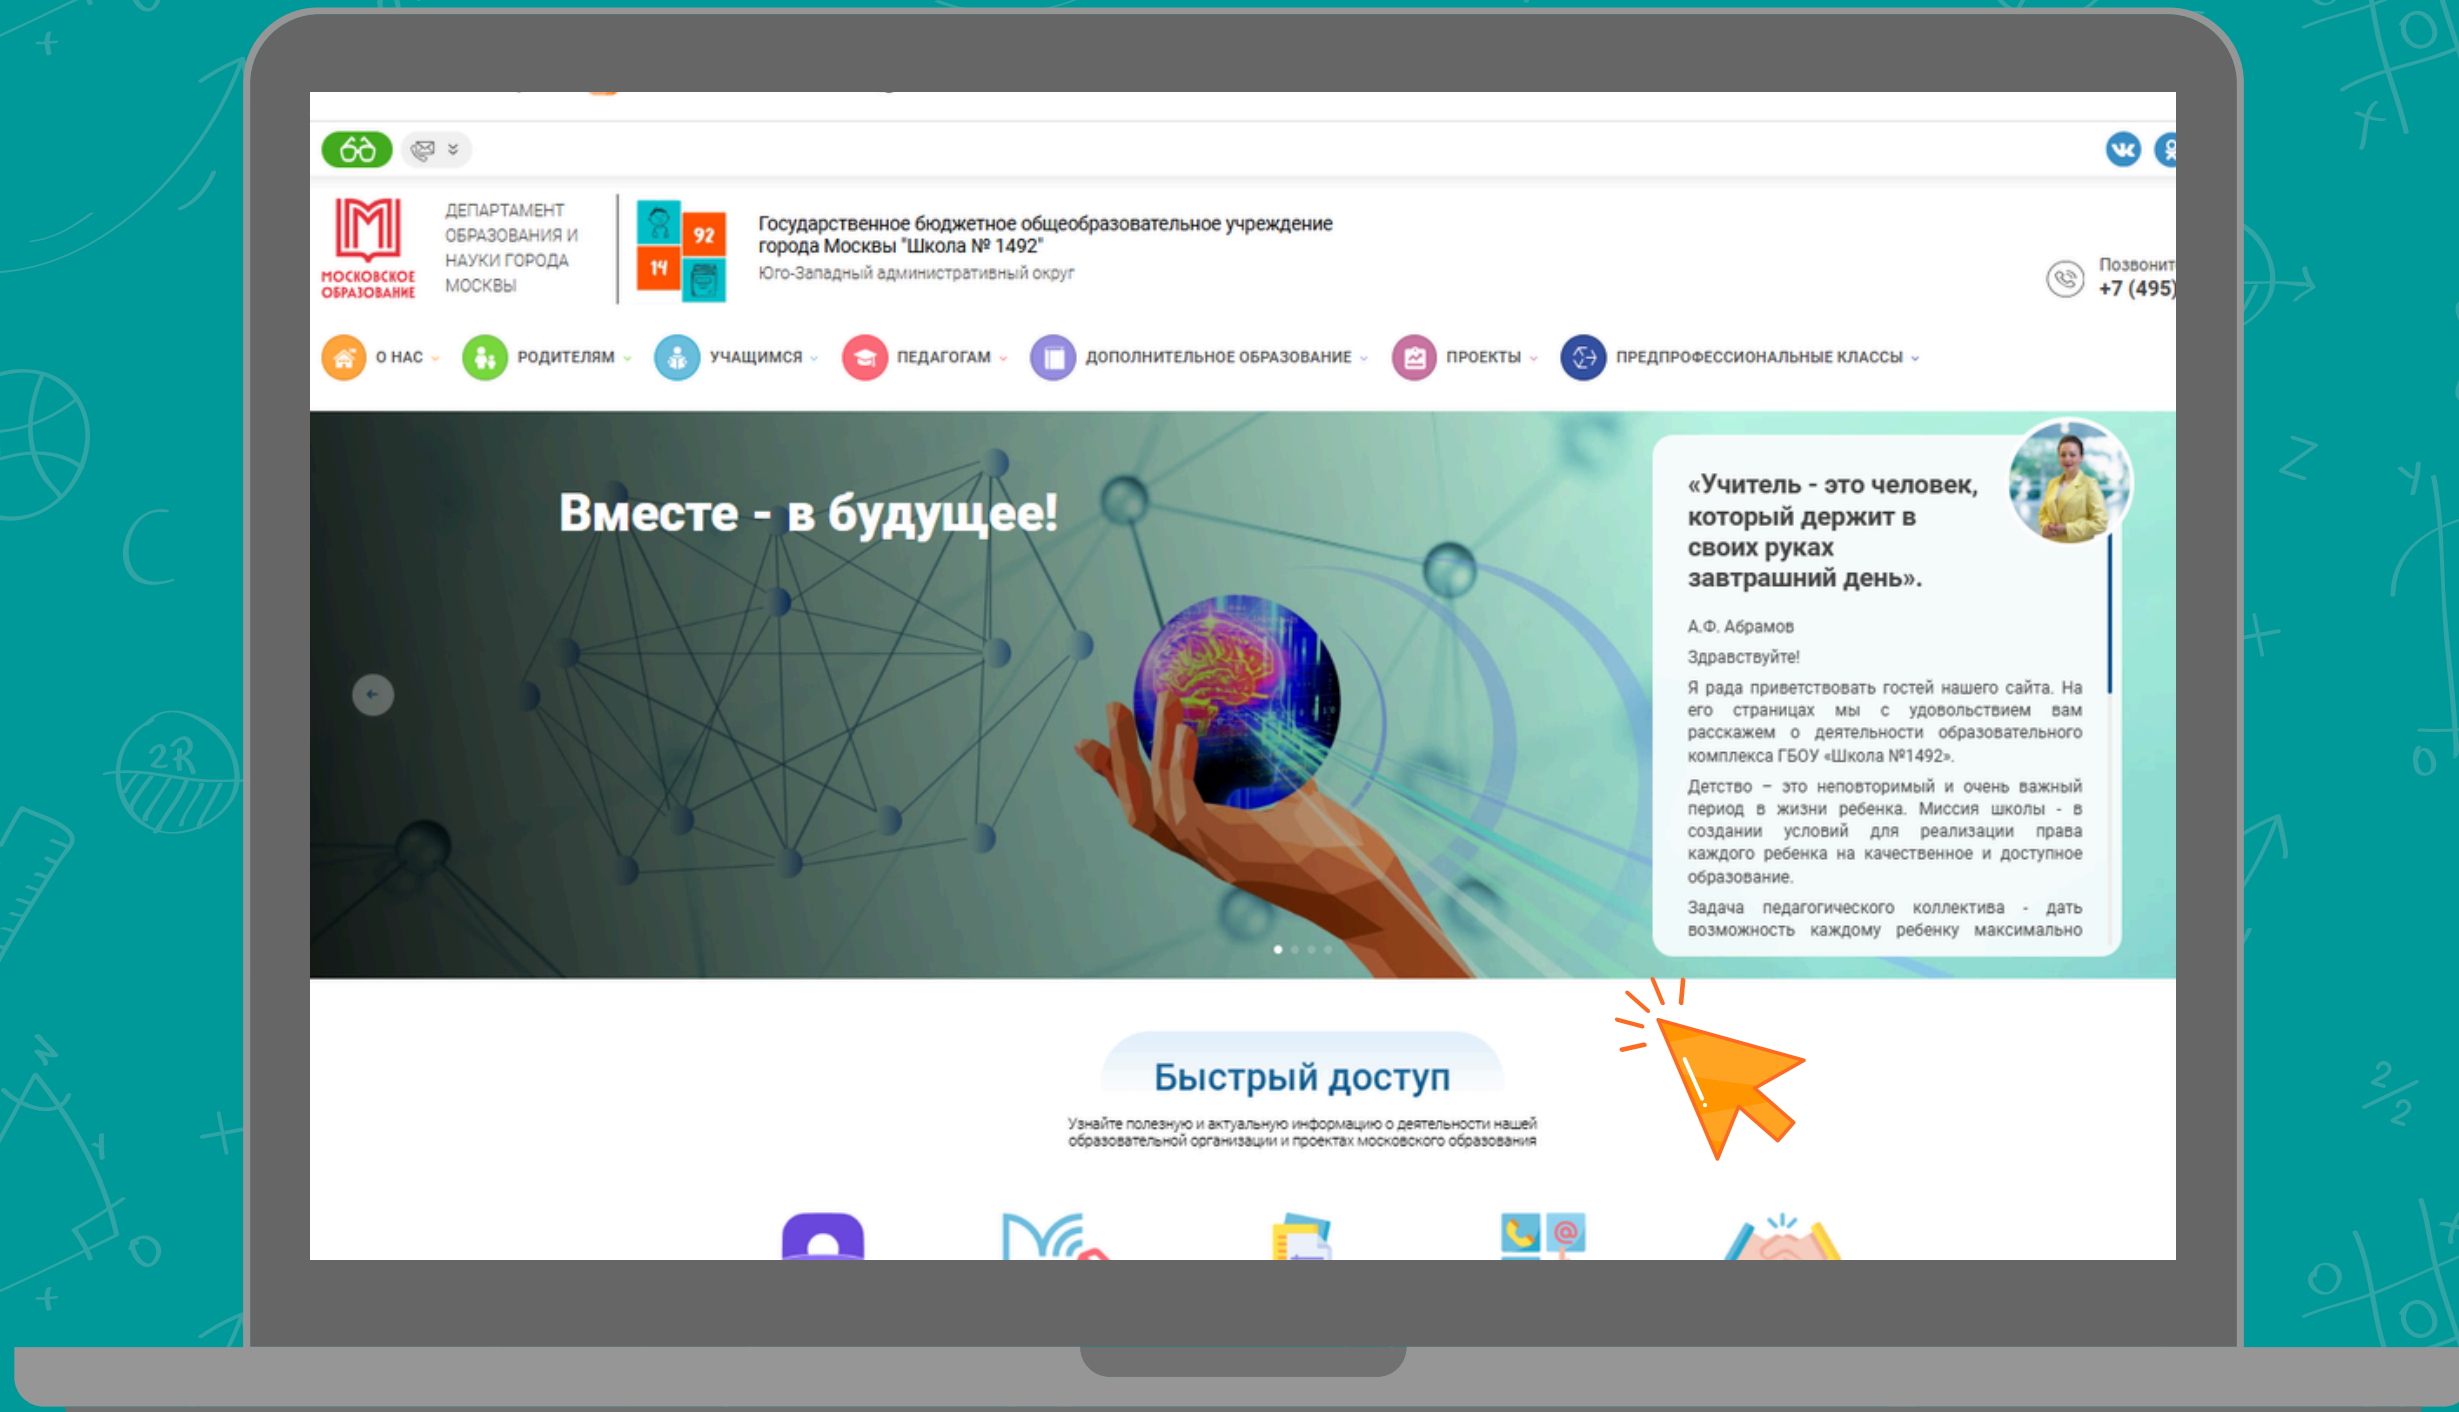 ДЕПАРТАМЕНТ
ОБРАЗОВАНИЯ И
НАУКИ ГОРОДА
МОСКВЫ
МОСКОВСКОЕ
ОБРАЗОВАНИЕ
92
14
Государственное бюджетное общеобразовательное учреждение
города Москвы "Школа № 1492"
Юго-Западный административный округ
+7 (495)
О НАС
РОДИТЕЛЯМ
УЧАЩИМСЯ
ПЕДАГОГАМ
ДОПОЛНИТЕЛЬНОЕ ОБРАЗОВАНИЕ
ПРОЕКТЫ
ПРЕДПРОФЕССИОНАЛЬНЫЕ КЛАССЫ
Вместе - в будущее!
«Учитель - это человек,
который держит в
своих руках
завтрашний день».
А.Ф. Абрамов
Здравствуйте!
Я рада приветствовать гостей нашего сайта. На
его страницах мы с удовольствием вам
расскажем о деятельности образовательного
комплекса ГБОУ «Школа №1492».
Детство – это неповторимый и очень важный
период в жизни ребенка. Миссия школы - в
создании условий для реализации права
каждого ребенка на качественное и доступное
образование.
Задача педагогического коллектива - дать
возможность каждому ребенку максимально
Быстрый доступ
Узнайте полезную и актуальную информацию о деятельности нашей
образовательной организации и проектах московского образования
2R